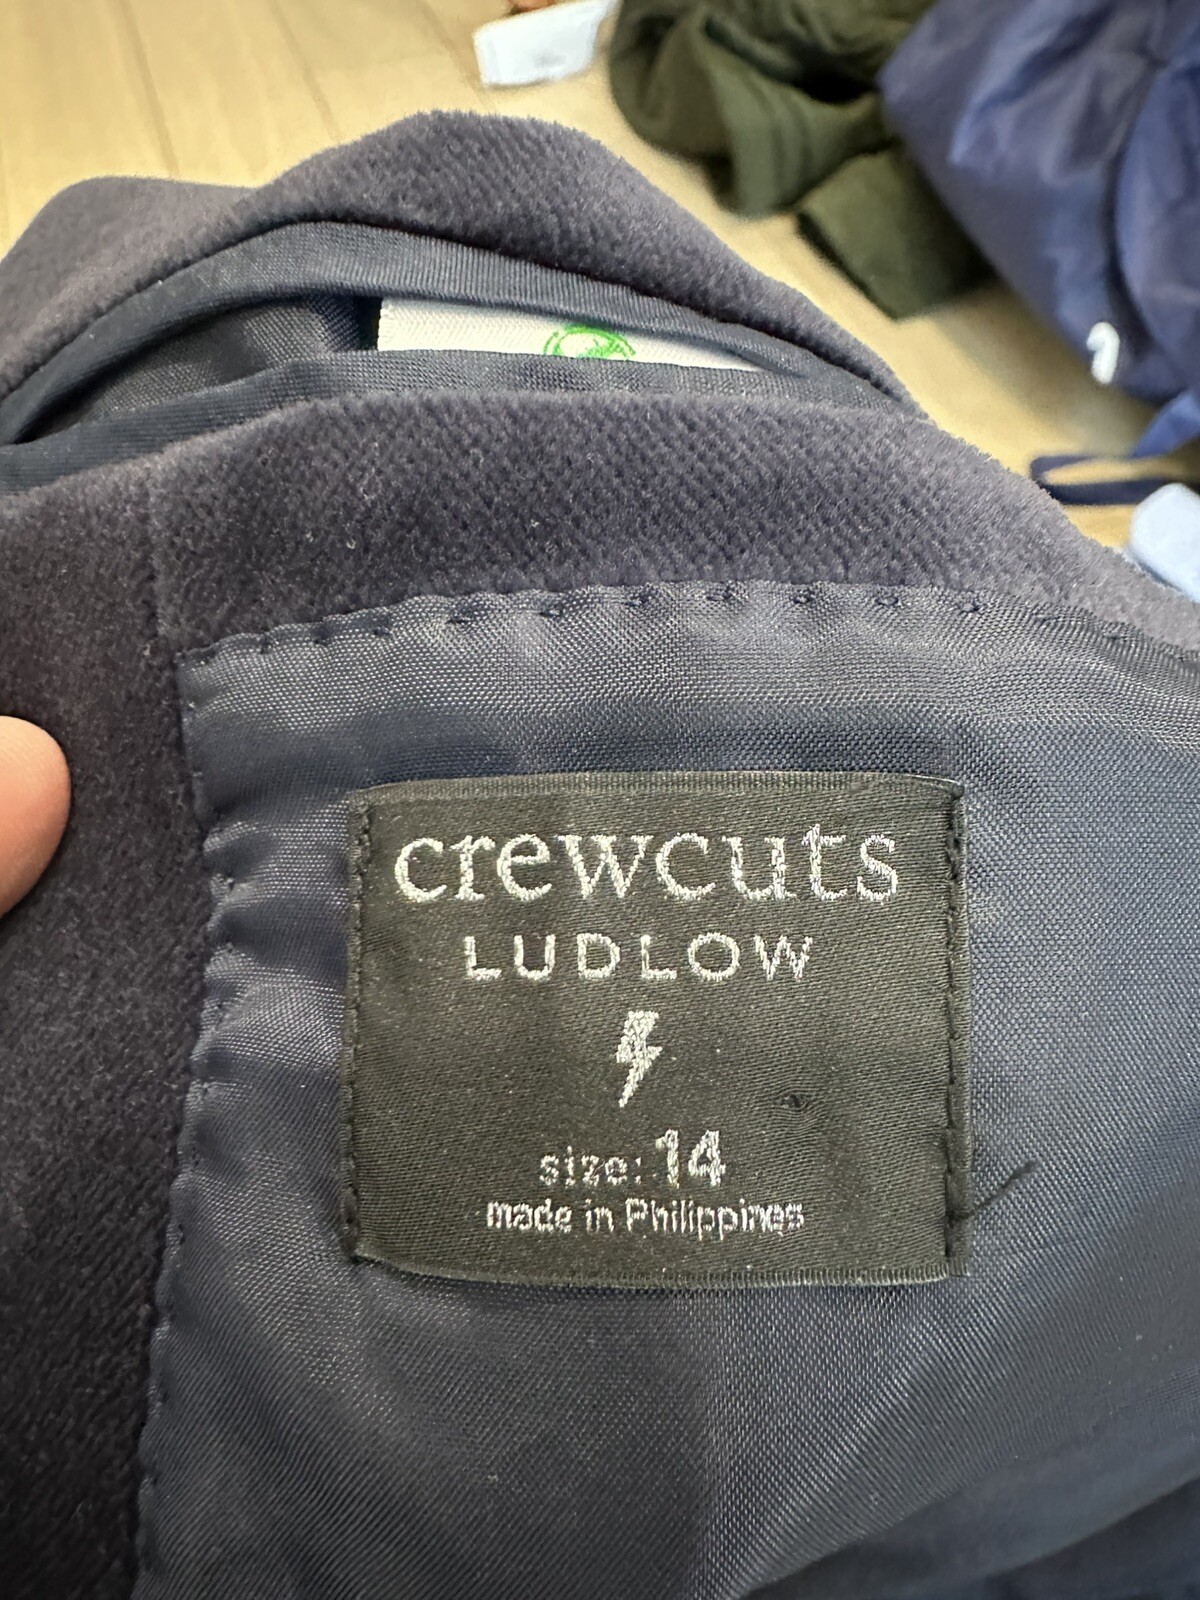 crewcuts
LUDLOW
size: 14
made in Philippines